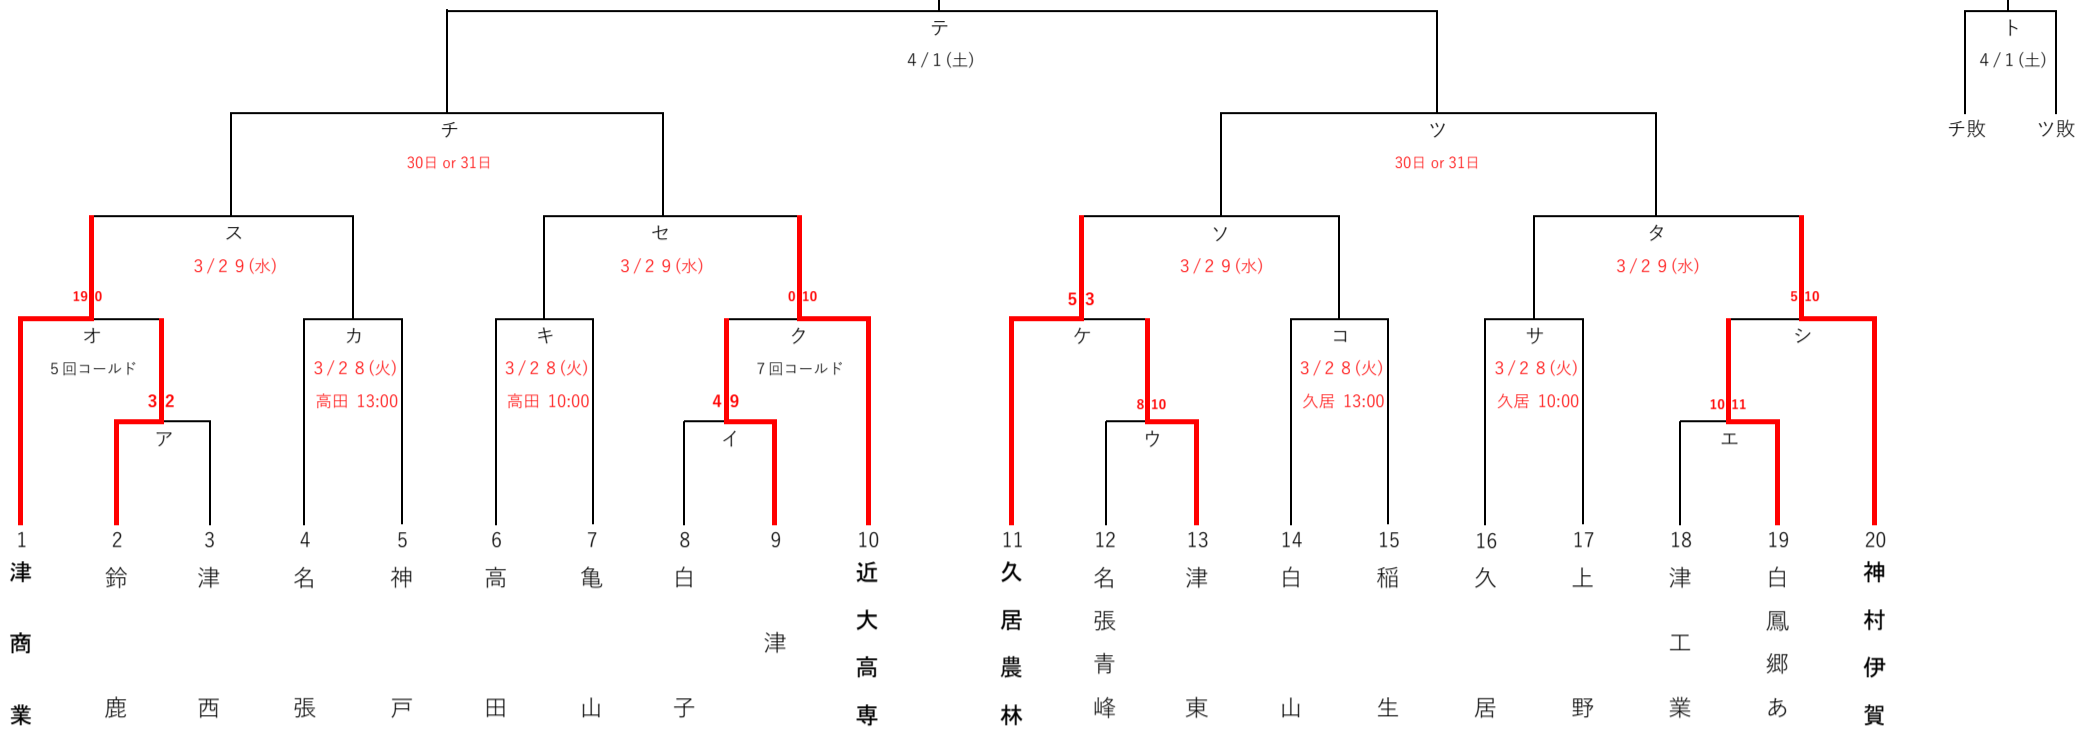 テ
ト
4/1(土)
4/1(土)
チ
ツ
チ敗
ツ敗
30日 or 31日
30日 or 31日
ス
セ
ソ
タ
3/29(水)
3/29(水)
3/29(水)
3/29(水)
19 0
0 10
5 3
5 10
オ
カ
キ
ク
ケ
コ
サ
シ
5回コールド
3/28(火)
3/28(火)
7回コールド
3/28(火)
3/28(火)
3 2
高田 13:00
高田 10:00
4 9
8 10
久居 13:00
久居 10:00
10 11
ア
イ
ウ
エ
1
2
3
4
5
6
7
8
9
10
11
12
13
14
15
16
17
18
19
20
津商業
鈴鹿
津西
名張
神戸
高田
亀山
白子
津
近大高専
久居農林
名張青峰
津東
白山
稲生
久居
上野
津工業
白鳳郷あ
神村伊賀